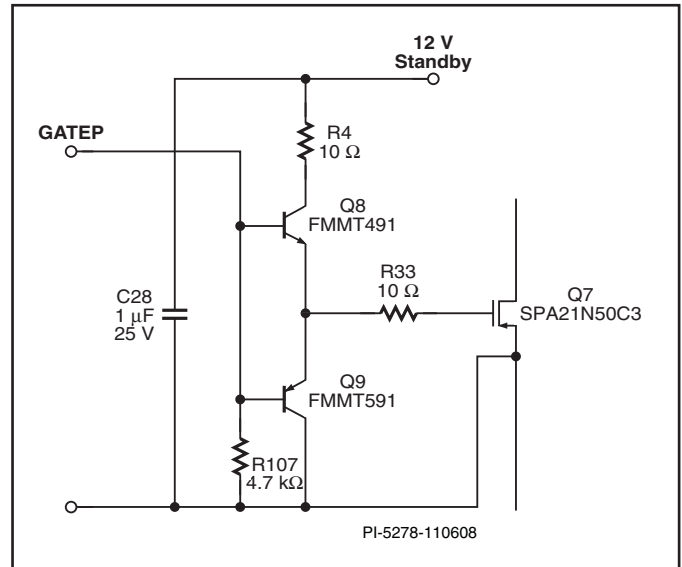 12 V
Standby
GATEP
R4
10 Ω
Q8
FMMT491
R33
10 Ω
Q7
SPA21N50C3
C28
1 µF
25 V
Q9
FMMT591
R107
4.7 kΩ
PI-5278-110608